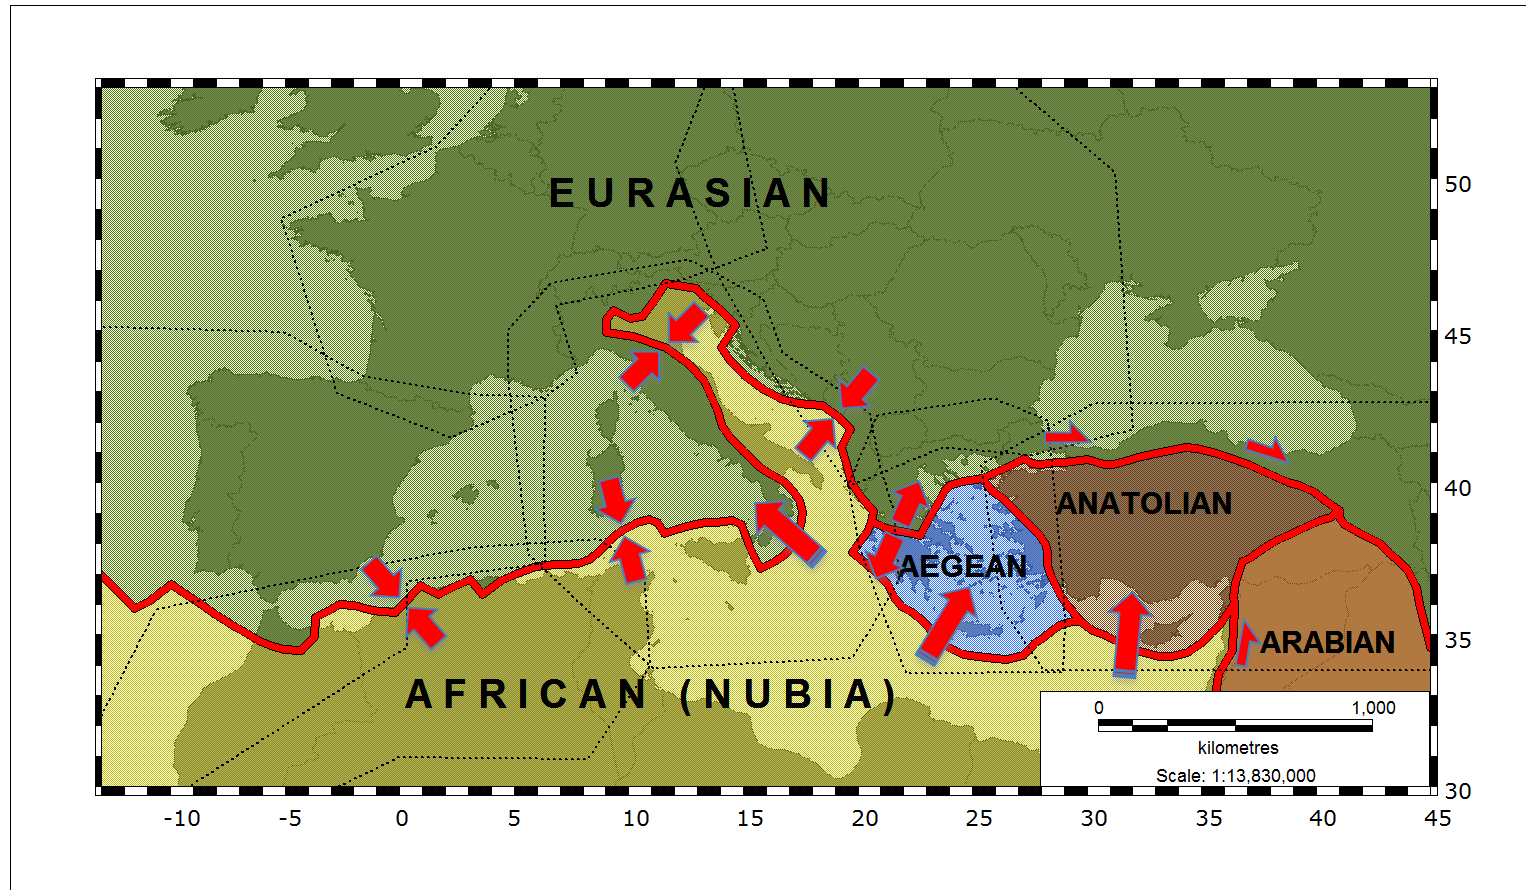 EURASIAN
50
45
40
ANATOLIAN
AEGEAN
35
ARABIAN
AFRICAN (NUBIA)
0 1,000
kilometres
Scale: 1:13,830,000
30
-10 -5 0 5 10 15 20 25 30 35 40 45